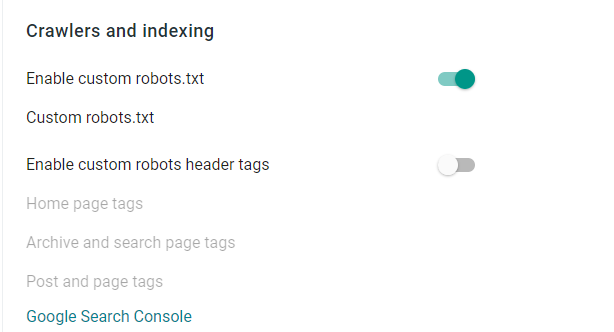 Crawlers and indexing
Enable custom robots.txt
Custom robots.txt
Enable custom robots header tags
Home page tags
Archive and search page tags
Post and page tags
Google Search Console